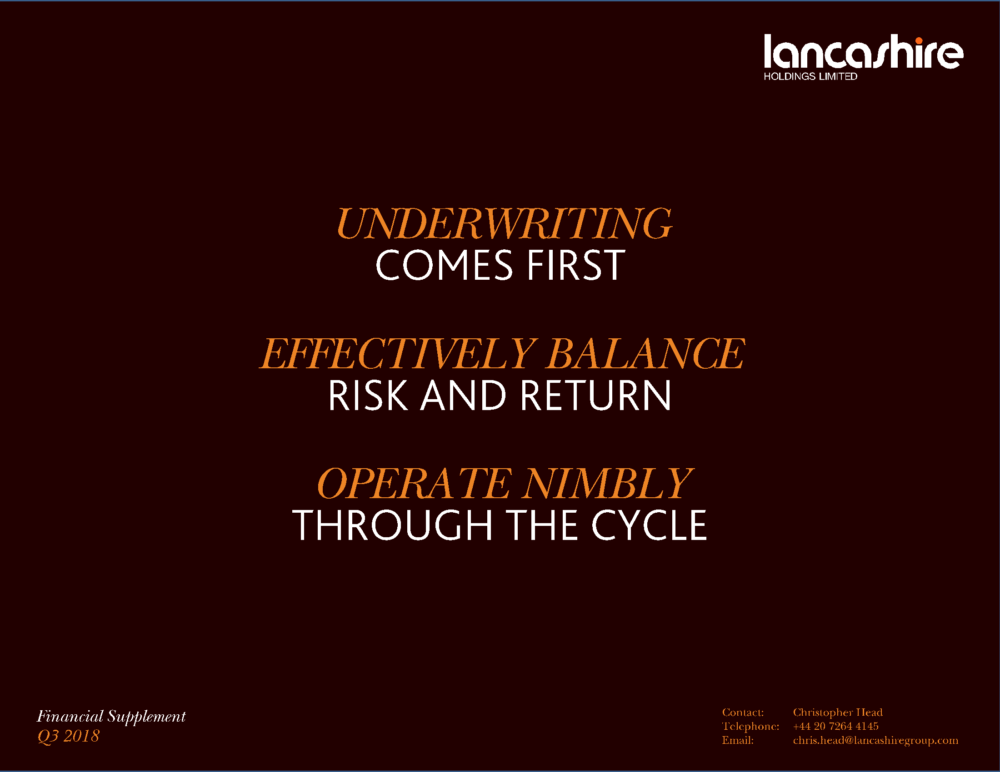 lancashire
HOLDINGS LIMITED
UNDERWRITING
COMES FIRST
EFFECTIVELY BALANCE
RISK AND RETURN
OPERATE NIMBLY
THROUGH THE CYCLE
Financial Supplement
Q3 2018
Contact: Christopher Head
Telephone: +44 20 7264 4145
Email: chris.head@lancashiregroup.com